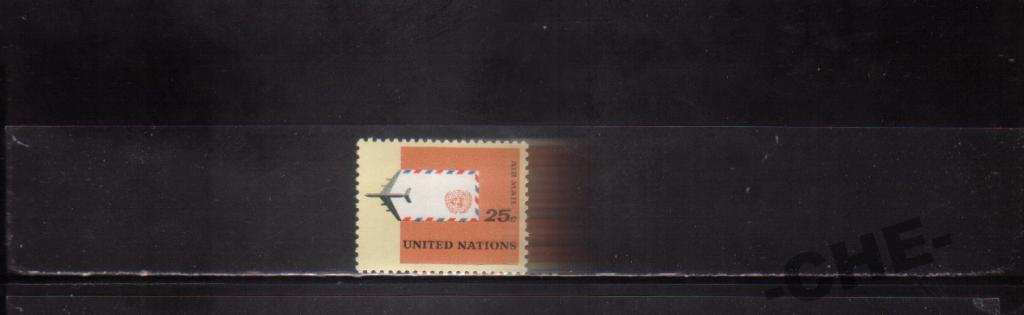 AIR MAIL
25c
UNITED NATIONS
-CHE-